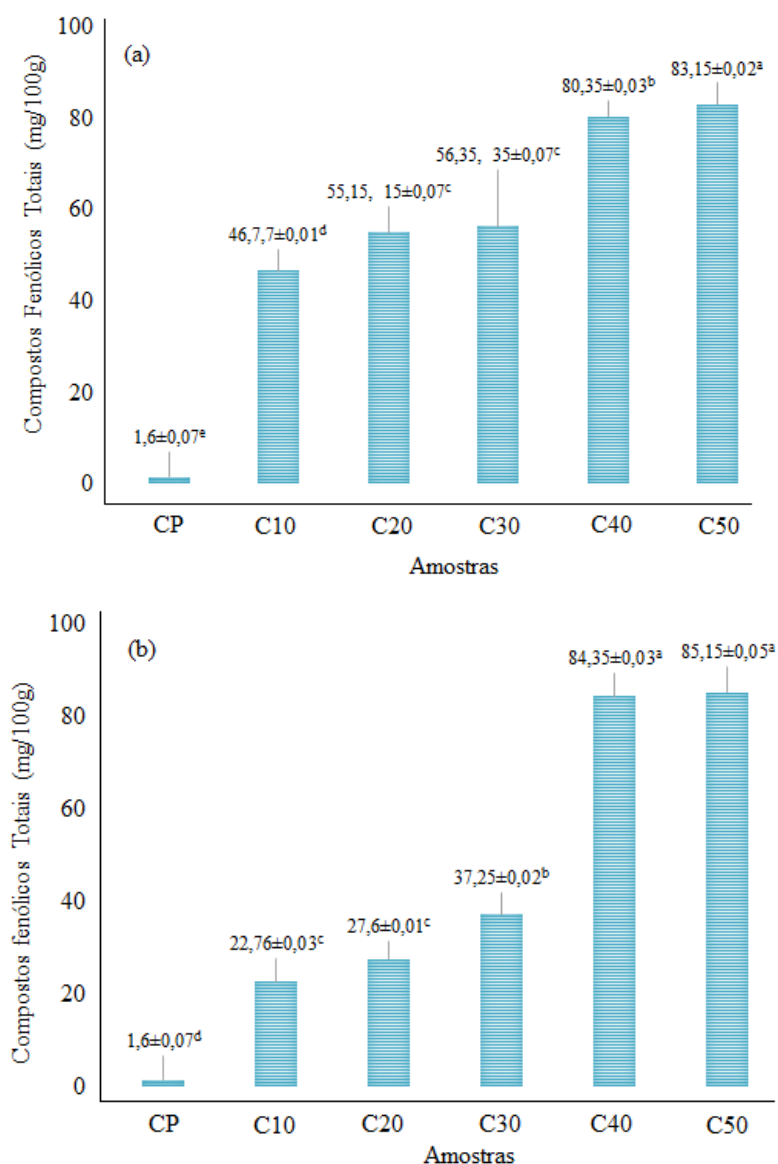 100
(a)
83,15±0,02ª
80,35±0,03ᵇ
80
56,35, 35±0,07ᶜ
55,15, 15±0,07ᶜ
60
46,7,7±0,01ᵈ
40
20
1,6±0,07ᵉ
0
Compostos Fenólicos Totais (mg/100g)
CP C10 C20 C30 C40 C50
Amostras
100
(b)
84,35±0,03ª
85,15±0,05ª
80
60
37,25±0,02ᵇ
40
27,6±0,01ᶜ
22,76±0,03ᶜ
20
1,6±0,07ᵈ
0
Compostos fenólicos Totais (mg/100g)
CP C10 C20 C30 C40 C50
Amostras